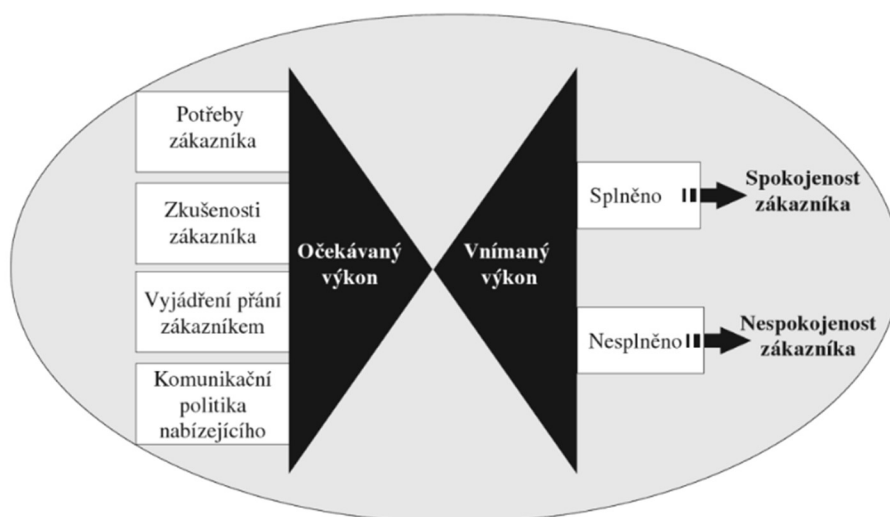 Potřeby
zákazníka
Zkušenosti
zákazníka
Vyjádření přání
zákazníkem
Komunikační
politika
nabízejícího
Očekávaný
výkon
Vnímaný
výkon
Splněno
Spokojenost
zákazníka
Nesplněno
Nespokojenost
zákazníka